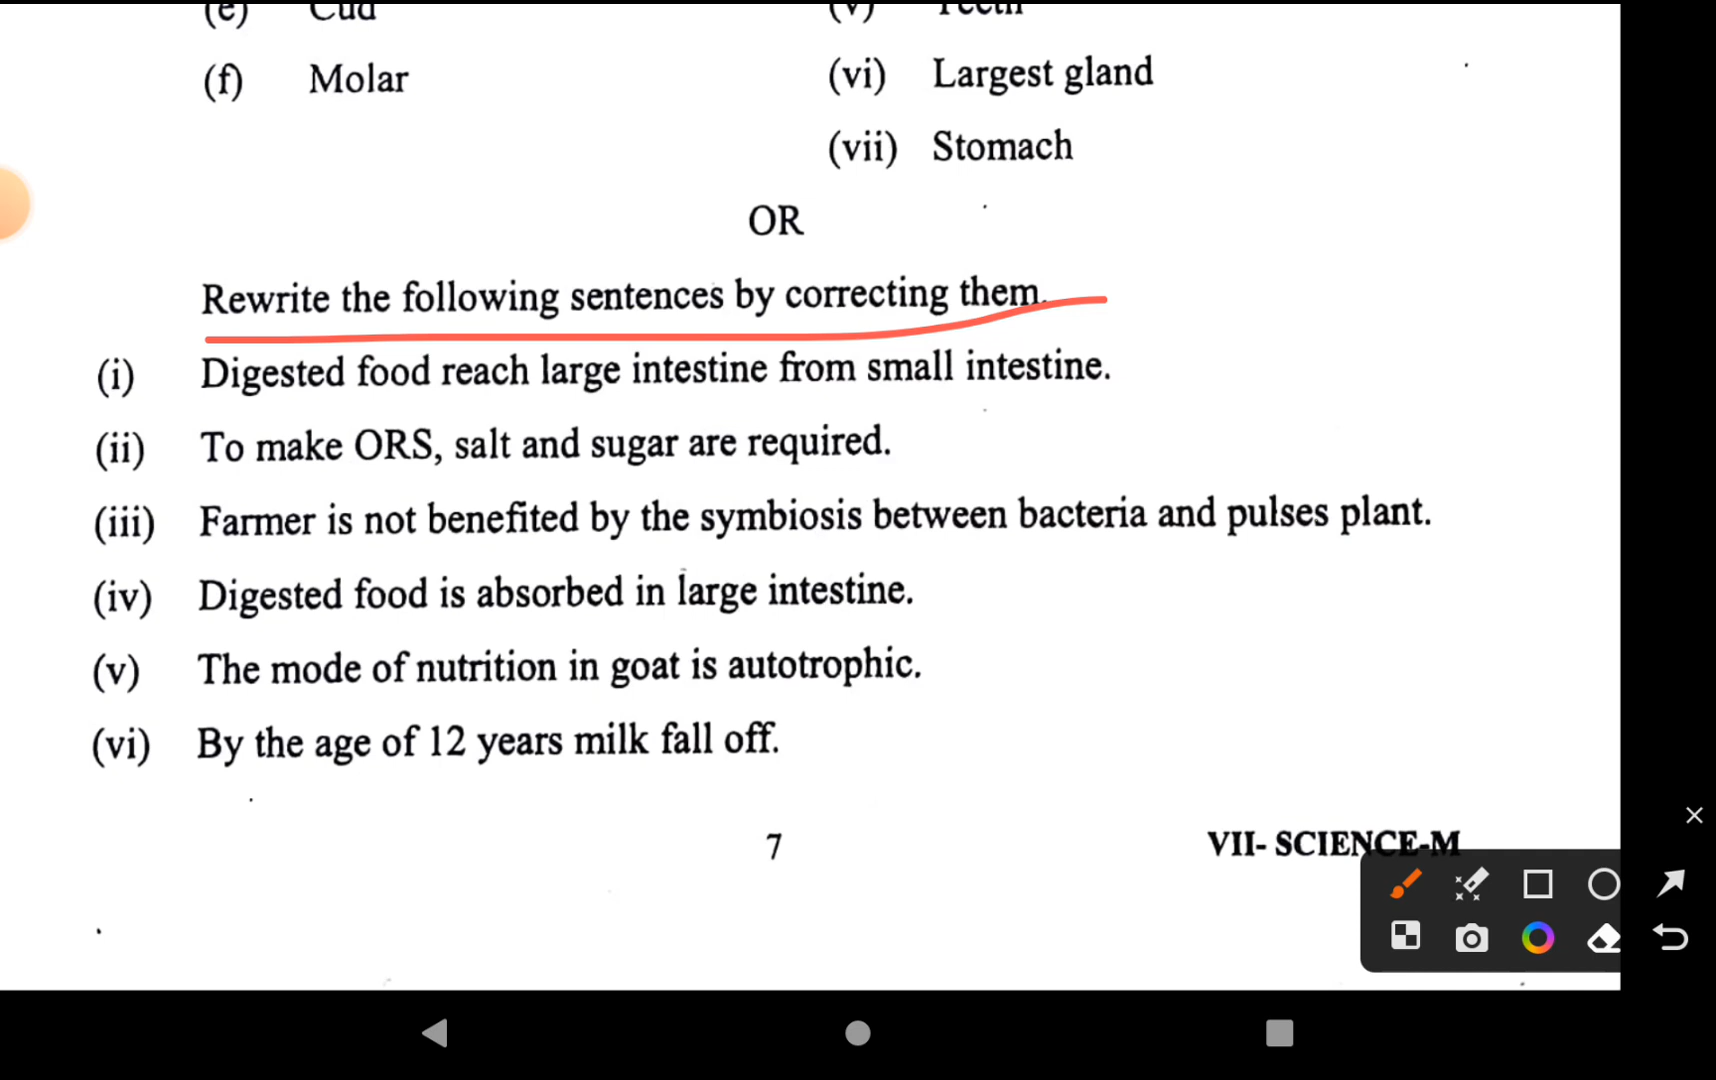 (e) Cud (v) Teeth
(f) Molar (vi) Largest gland
(vii) Stomach
OR
Rewrite the following sentences by correcting them.
(i) Digested food reach large intestine from small intestine.
(ii) To make ORS, salt and sugar are required.
(iii) Farmer is not benefited by the symbiosis between bacteria and pulses plant.
(iv) Digested food is absorbed in large intestine.
(v) The mode of nutrition in goat is autotrophic.
(vi) By the age of 12 years milk fall off.
7 VII- SCIENCE-M